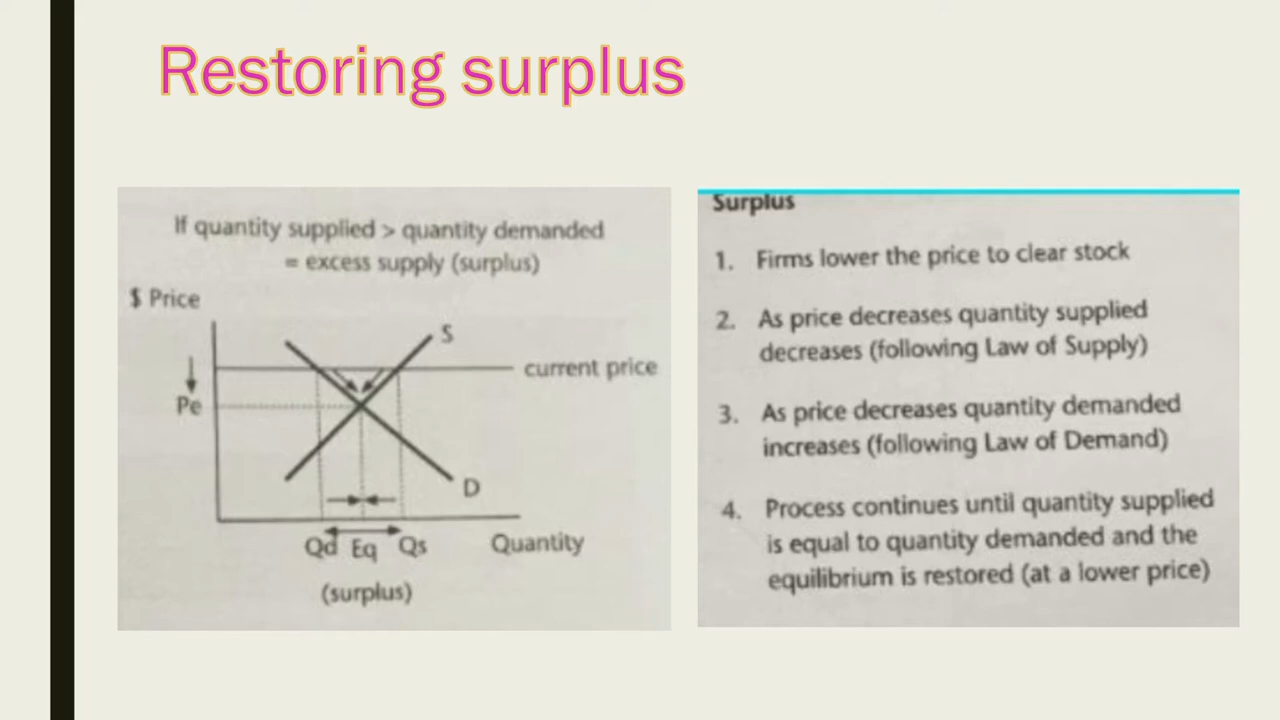 Restoring surplus
If quantity supplied > quantity demanded
= excess supply (surplus)
$ Price
S
current price
Pe
D
Qd Eq Qs Quantity
(surplus)
Surplus
1. Firms lower the price to clear stock
2. As price decreases quantity supplied
decreases (following Law of Supply)
3. As price decreases quantity demanded
increases (following Law of Demand)
4. Process continues until quantity supplied
is equal to quantity demanded and the
equilibrium is restored (at a lower price)